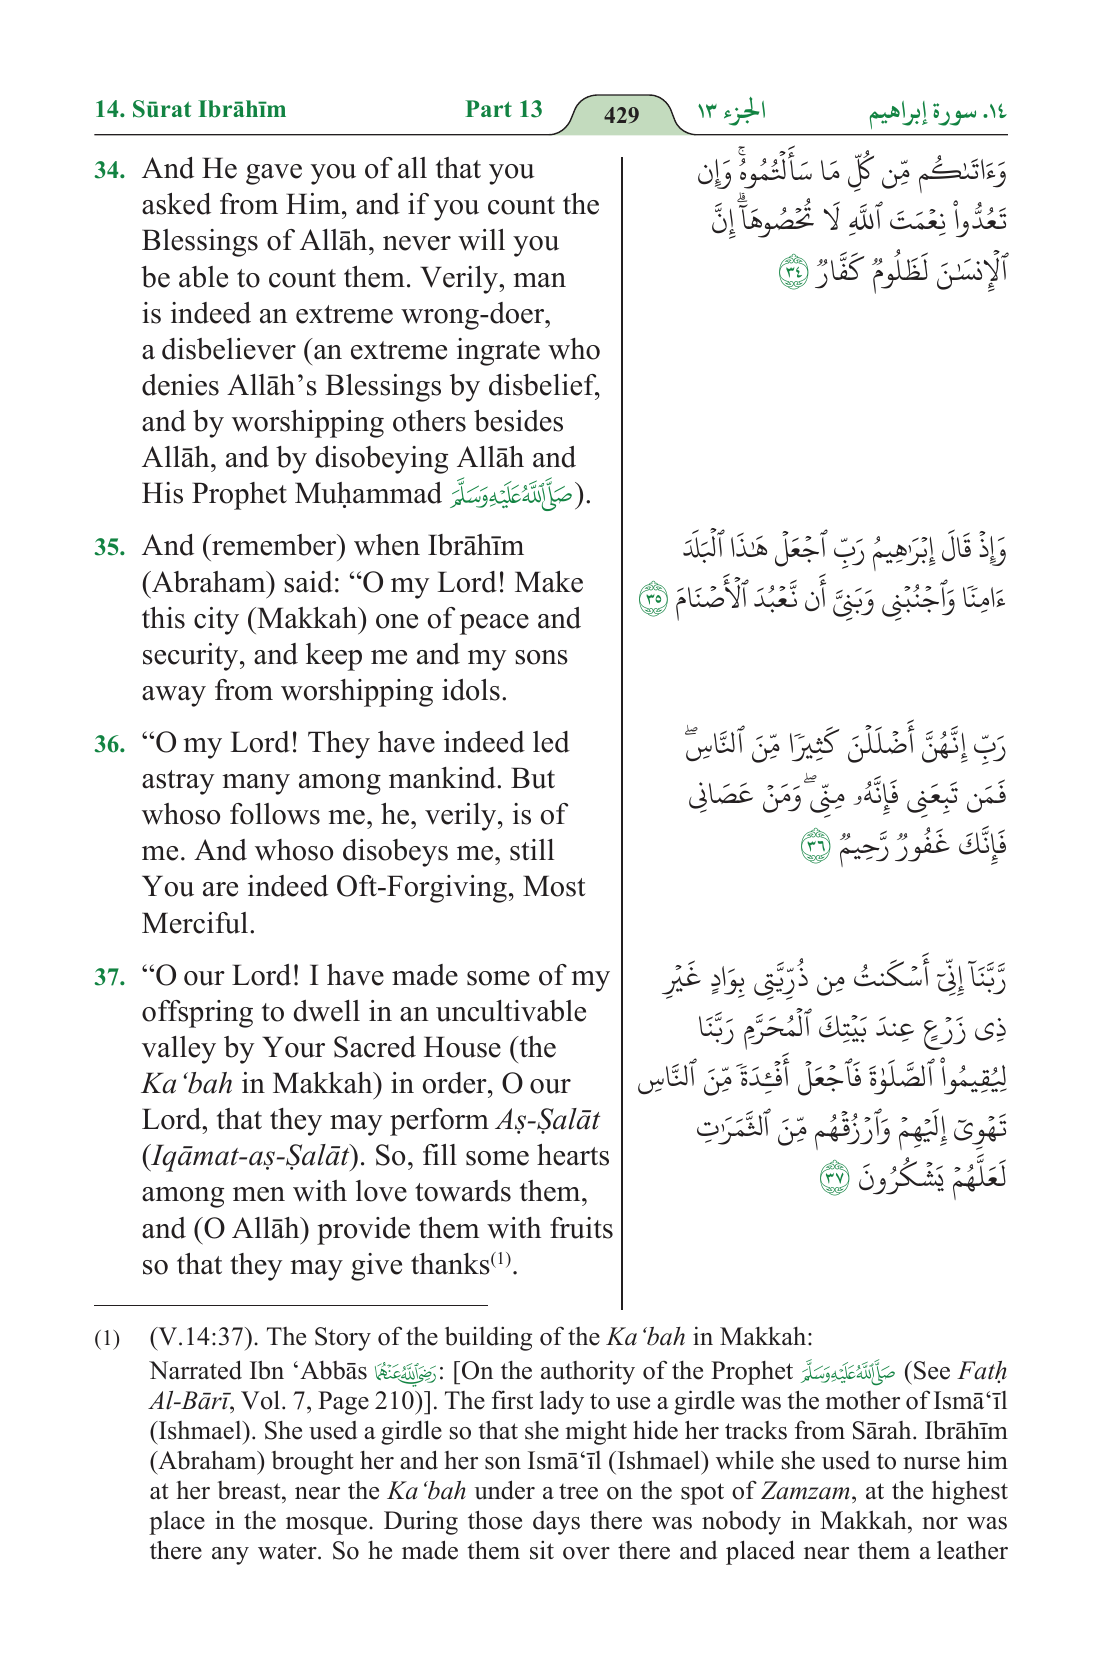 14. Sūrat Ibrāhīm Part 13 429 الجزء ١٣ ١٤. سورة إبراهيم
34. And He gave you of all that you
asked from Him, and if you count the
Blessings of Allāh, never will you
be able to count them. Verily, man
is indeed an extreme wrong-doer,
a disbeliever (an extreme ingrate who
denies Allāh’s Blessings by disbelief,
and by worshipping others besides
Allāh, and by disobeying Allāh and
His Prophet Muḥammad صَلَّى ٱللَّهُ عَلَيْهِ وَسَلَّمَ).
وَءَاتَىٰكُم مِّن كُلِّ مَا سَأَلْتُمُوهُۚ وَإِن
تَعُدُّوا۟ نِعْمَتَ ٱللَّهِ لَا تُحْصُوهَآۗ إِنَّ
ٱلْإِنسَـٰنَ لَظَلُومٌ كَفَّارٌ ٣٤
35. And (remember) when Ibrāhīm
(Abraham) said: “O my Lord! Make
this city (Makkah) one of peace and
security, and keep me and my sons
away from worshipping idols.
وَإِذْ قَالَ إِبْرَٰهِيمُ رَبِّ ٱجْعَلْ هَـٰذَا ٱلْبَلَدَ
ءَامِنًا وَٱجْنُبْنِى وَبَنِىَّ أَن نَّعْبُدَ ٱلْأَصْنَامَ ٣٥
36. “O my Lord! They have indeed led
astray many among mankind. But
whoso follows me, he, verily, is of
me. And whoso disobeys me, still
You are indeed Oft-Forgiving, Most
Merciful.
رَبِّ إِنَّهُنَّ أَضْلَلْنَ كَثِيرًا مِّنَ ٱلنَّاسِۖ
فَمَن تَبِعَنِى فَإِنَّهُۥ مِنِّىۖ وَمَنْ عَصَانِى
فَإِنَّكَ غَفُورٌ رَّحِيمٌ ٣٦
37. “O our Lord! I have made some of my
offspring to dwell in an uncultivable
valley by Your Sacred House (the
Ka‘bah in Makkah) in order, O our
Lord, that they may perform Aṣ-Ṣalāt
(Iqāmat-aṣ-Ṣalāt). So, fill some hearts
among men with love towards them,
and (O Allāh) provide them with fruits
so that they may give thanks(1).
رَّبَّنَآ إِنِّىٓ أَسْكَنتُ مِن ذُرِّيَّتِى بِوَادٍ غَيْرِ
ذِى زَرْعٍ عِندَ بَيْتِكَ ٱلْمُحَرَّمِ رَبَّنَا
لِيُقِيمُوا۟ ٱلصَّلَوٰةَ فَٱجْعَلْ أَفْـِٔدَةً مِّنَ ٱلنَّاسِ
تَهْوِىٓ إِلَيْهِمْ وَٱرْزُقْهُم مِّنَ ٱلثَّمَرَٰتِ
لَعَلَّهُمْ يَشْكُرُونَ ٣٧
(1) (V.14:37). The Story of the building of the Ka‘bah in Makkah:
Narrated Ibn ‘Abbās رَضِيَ ٱللَّهُ عَنْهُمَا: [On the authority of the Prophet صَلَّى ٱللَّهُ عَلَيْهِ وَسَلَّمَ (See Fatḥ
Al-Bārī, Vol. 7, Page 210)]. The first lady to use a girdle was the mother of Ismā‘īl
(Ishmael). She used a girdle so that she might hide her tracks from Sārah. Ibrāhīm
(Abraham) brought her and her son Ismā‘īl (Ishmael) while she used to nurse him
at her breast, near the Ka‘bah under a tree on the spot of Zamzam, at the highest
place in the mosque. During those days there was nobody in Makkah, nor was
there any water. So he made them sit over there and placed near them a leather